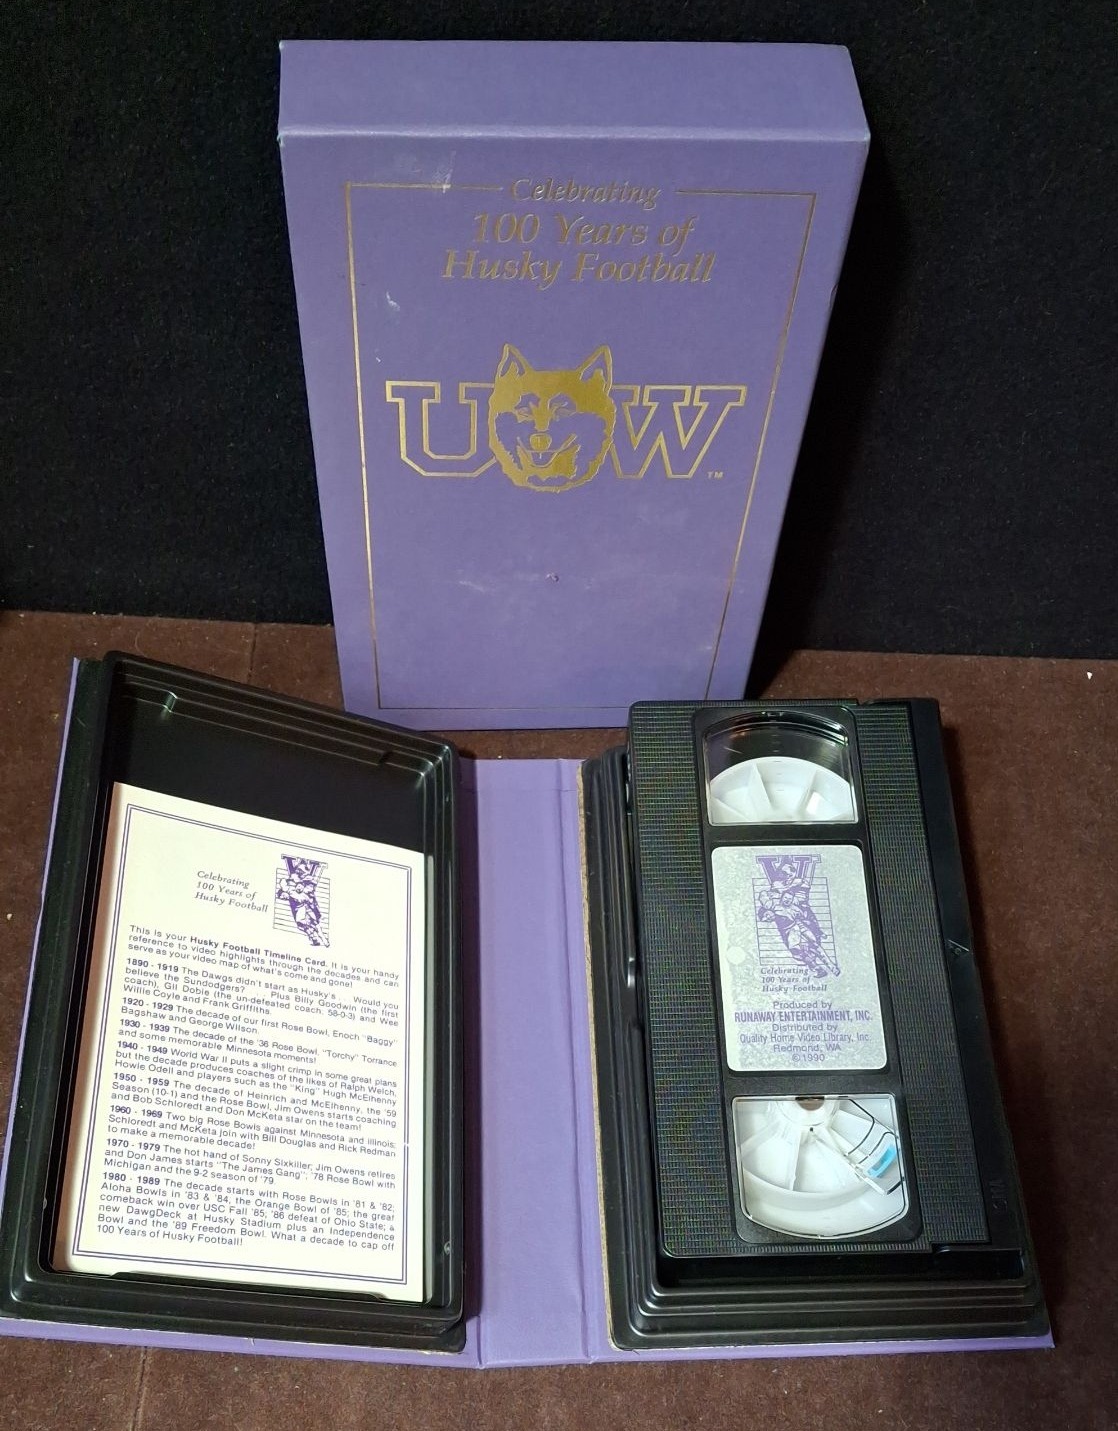 Celebrating
100 Years of
Husky Football
UW
TM
Celebrating
100 Years of
Husky Football
This is your Husky Football Timeline Card. It is your handy
reference to video highlights through the decades and can
serve as your video map of what's come and gone!
1890 - 1919 The Dawgs didn't start as Husky's . . Would you
believe the Sundodgers? Plus Billy Goodwin (the first
coach), Gil Dobie (the un-defeated coach, 58-0-3) and Wee
Willie Coyle and Frank Griffiths.
1920 - 1929 The decade of our first Rose Bowl, Enoch "Baggy"
Bagshaw and George Wilson.
1930 - 1939 The decade of the '36 Rose Bowl, "Torchy" Torrance
and some memorable Minnesota moments!
1940 - 1949 World War II puts a slight crimp in some great plans
but the decade produces coaches of the likes of Ralph Welch,
Howie Odell and players such as the "King" Hugh McElhenny
1950 - 1959 The decade of Heinrich and McElhenny, the '59
Season (10-1) and the Rose Bowl, Jim Owens starts coaching
and Bob Schloredt and Don McKeta star on the team!
1960 - 1969 Two big Rose Bowls against Minnesota and Illinois;
Schloredt and McKeta join with Bill Douglas and Rick Redman
to make a memorable decade!
1970 - 1979 The hot hand of Sonny Sixkiller; Jim Owens retires
and Don James starts "The James Gang"; '78 Rose Bowl with
Michigan and the 9-2 season of '79.
1980 - 1989 The decade starts with Rose Bowls in '81 & '82;
Aloha Bowls in '83 & '84, the Orange Bowl of '85; the great
comeback win over USC Fall '85; '86 defeat of Ohio State; a
new DawgDeck at Husky Stadium plus an Independence
Bowl and the '89 Freedom Bowl. What a decade to cap off
100 Years of Husky Football!
W
Celebrating
100 Years of
Husky Football
Produced by
RUNAWAY ENTERTAINMENT, INC.
Distributed by
Quality Home Video Library, Inc.
Redmond, WA
©1990